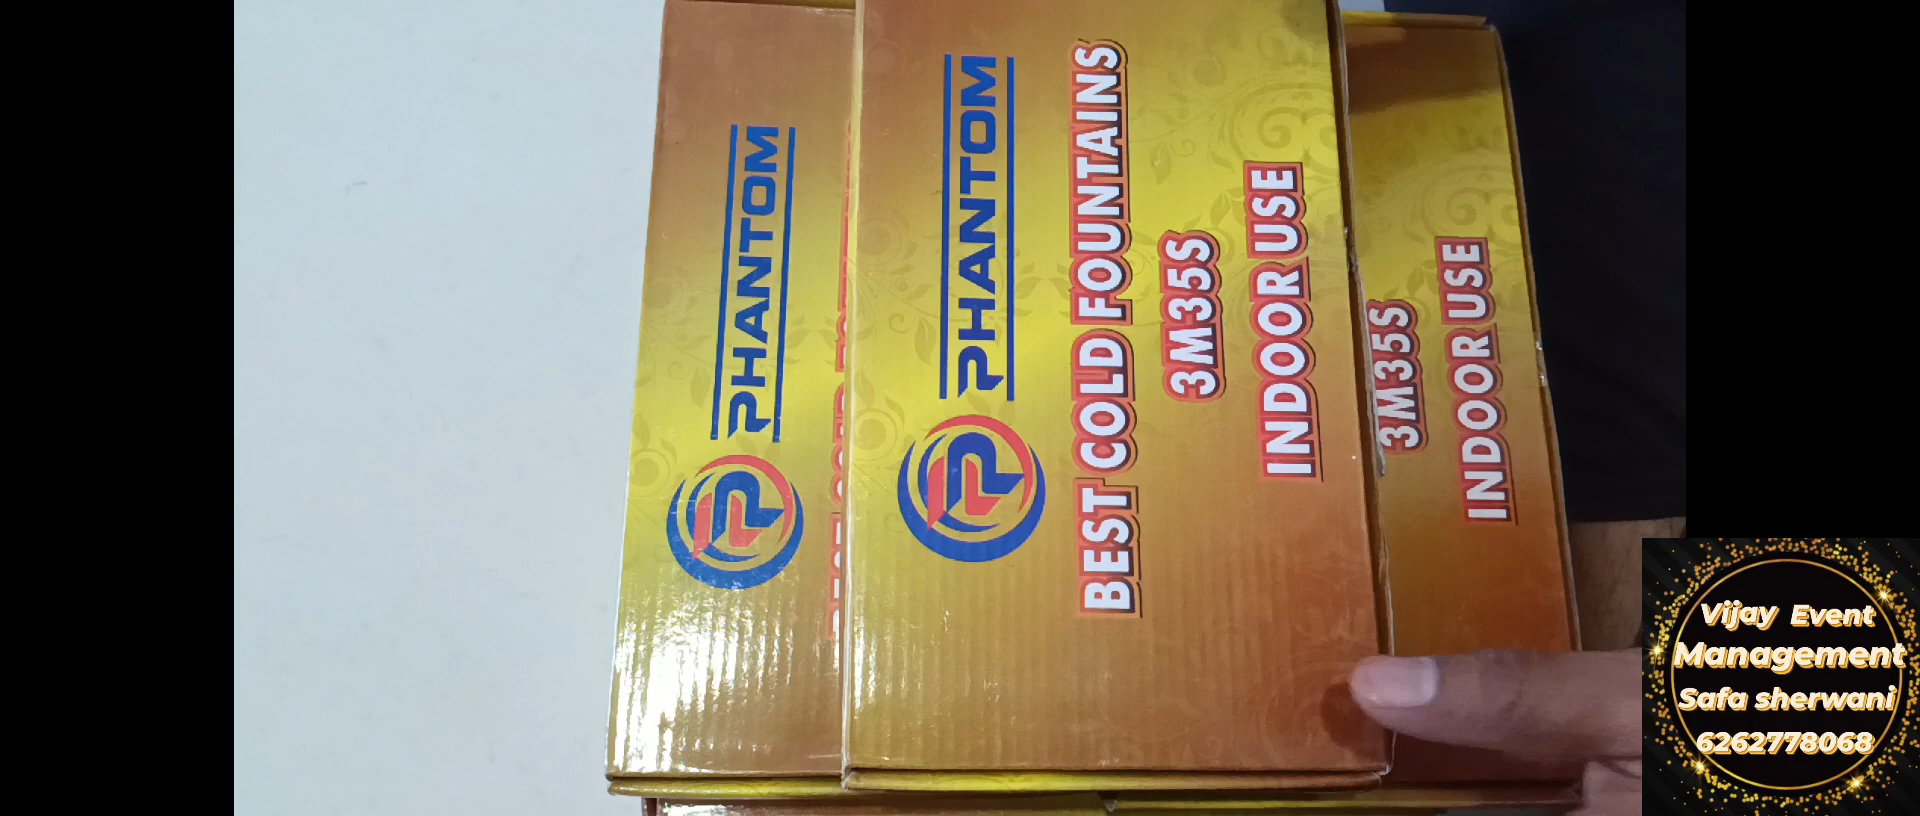 PHANTOM
PHANTOM
BEST COLD FOUNTAINS
3M35S
INDOOR USE
3M35S
INDOOR USE
Vijay Event
Management
Safa sherwani
6262778068